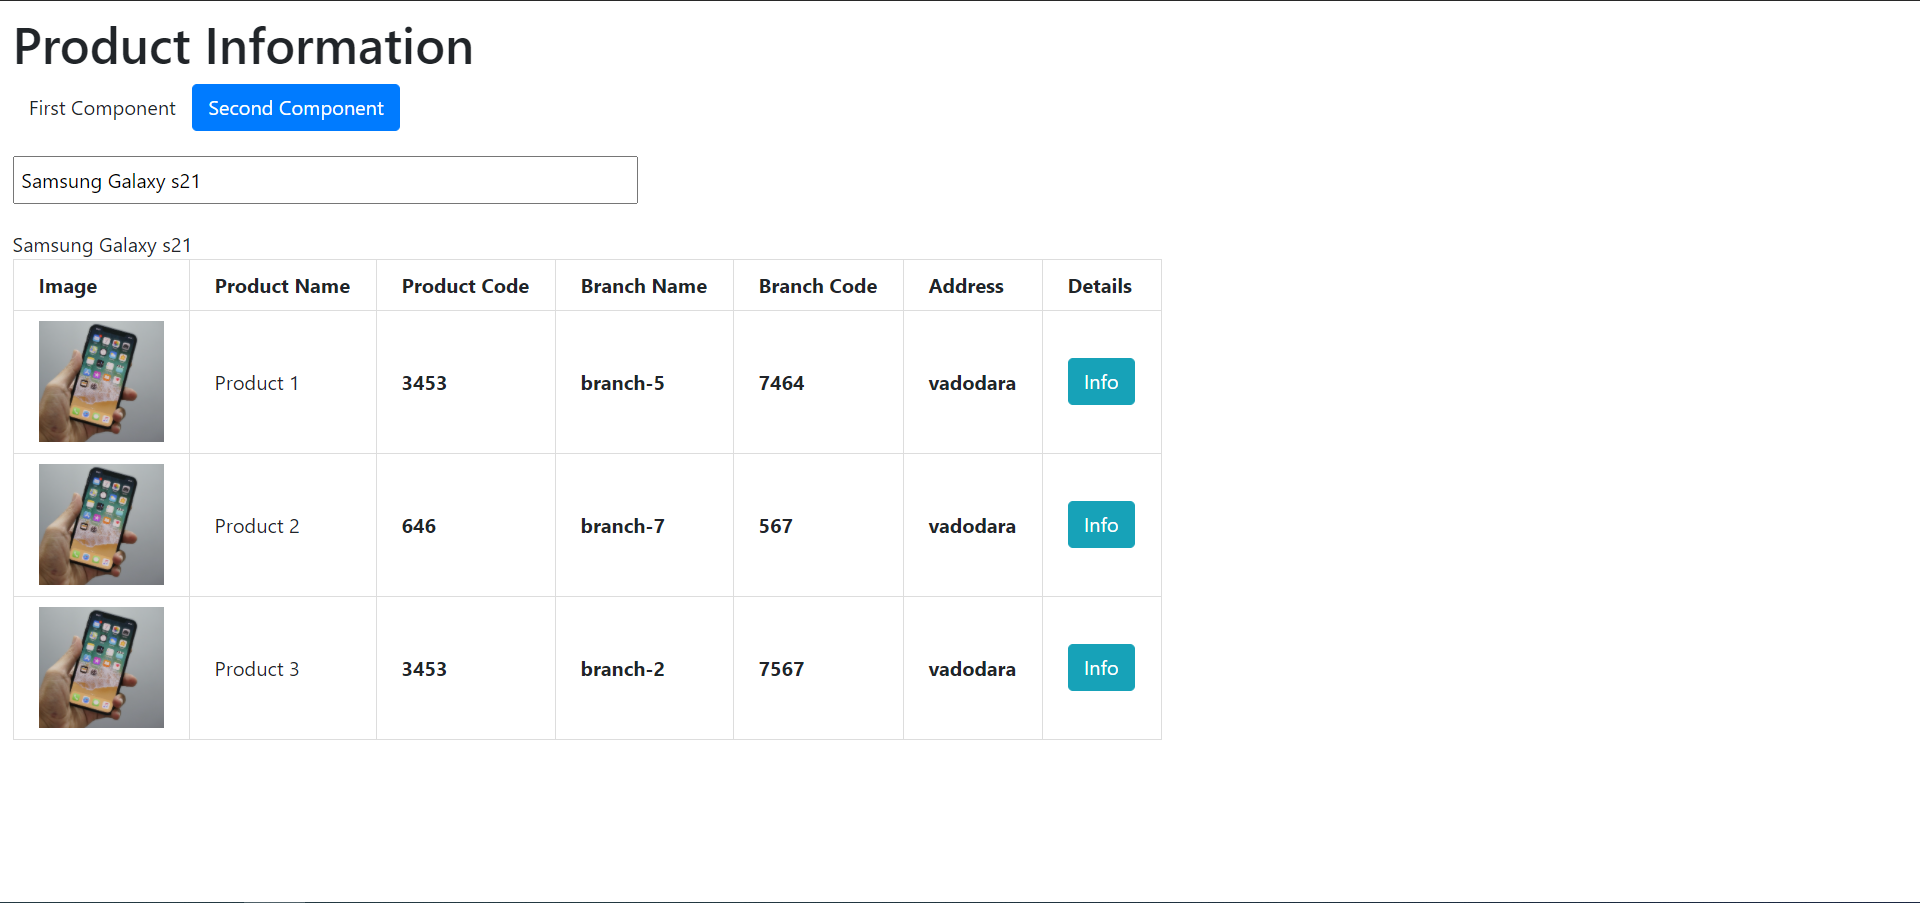 Product Information
First Component Second Component
Samsung Galaxy s21
Samsung Galaxy s21
Image Product Name Product Code Branch Name Branch Code Address Details
Product 1 3453 branch-5 7464 vadodara Info
Product 2 646 branch-7 567 vadodara Info
Product 3 3453 branch-2 7567 vadodara Info